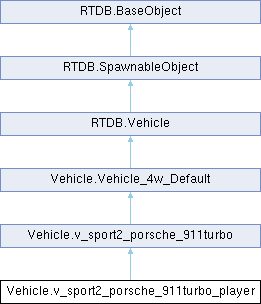 RTDB.BaseObject
RTDB.SpawnableObject
RTDB.Vehicle
Vehicle.Vehicle_4w_Default
Vehicle.v_sport2_porsche_911turbo
Vehicle.v_sport2_porsche_911turbo_player